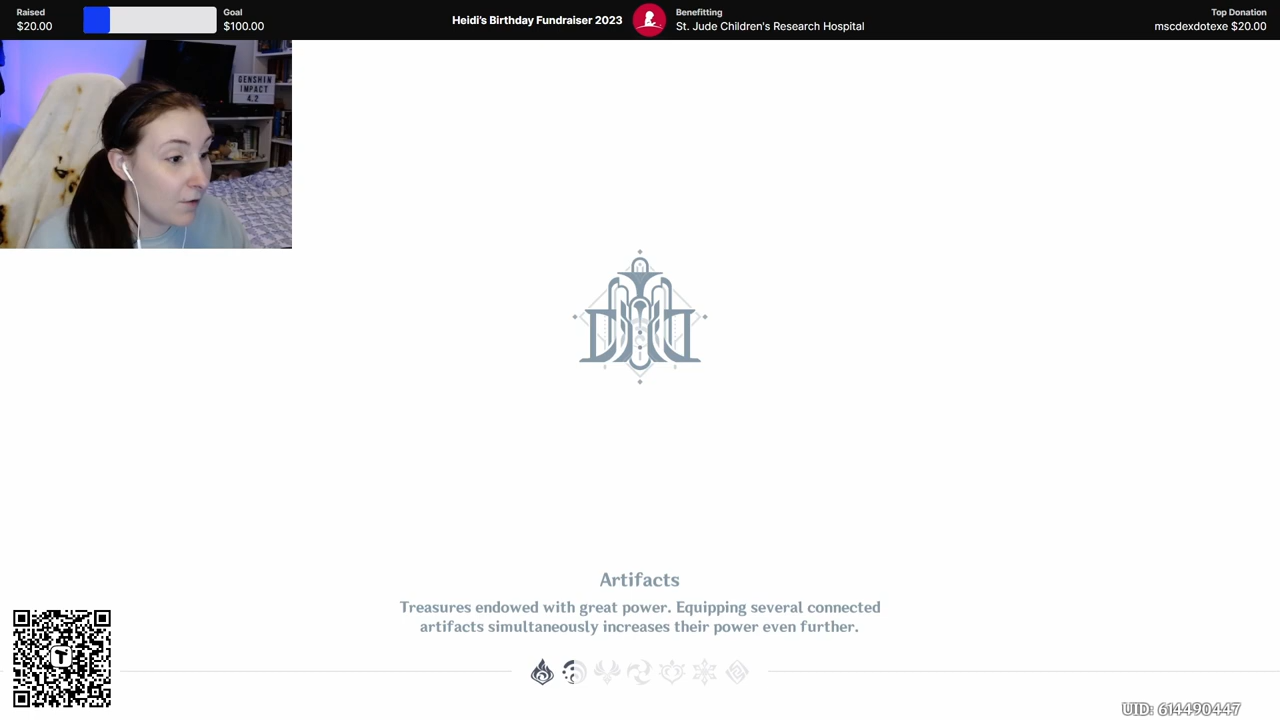 Raised
$20.00
Goal
$100.00
Heidi's Birthday Fundraiser 2023
Benefitting
St. Jude Children's Research Hospital
Top Donation
mscdexdotexe $20.00
GENSHIN
IMPACT
4.2
Artifacts
Treasures endowed with great power. Equipping several connected
artifacts simultaneously increases their power even further.
T
UID: 614490447